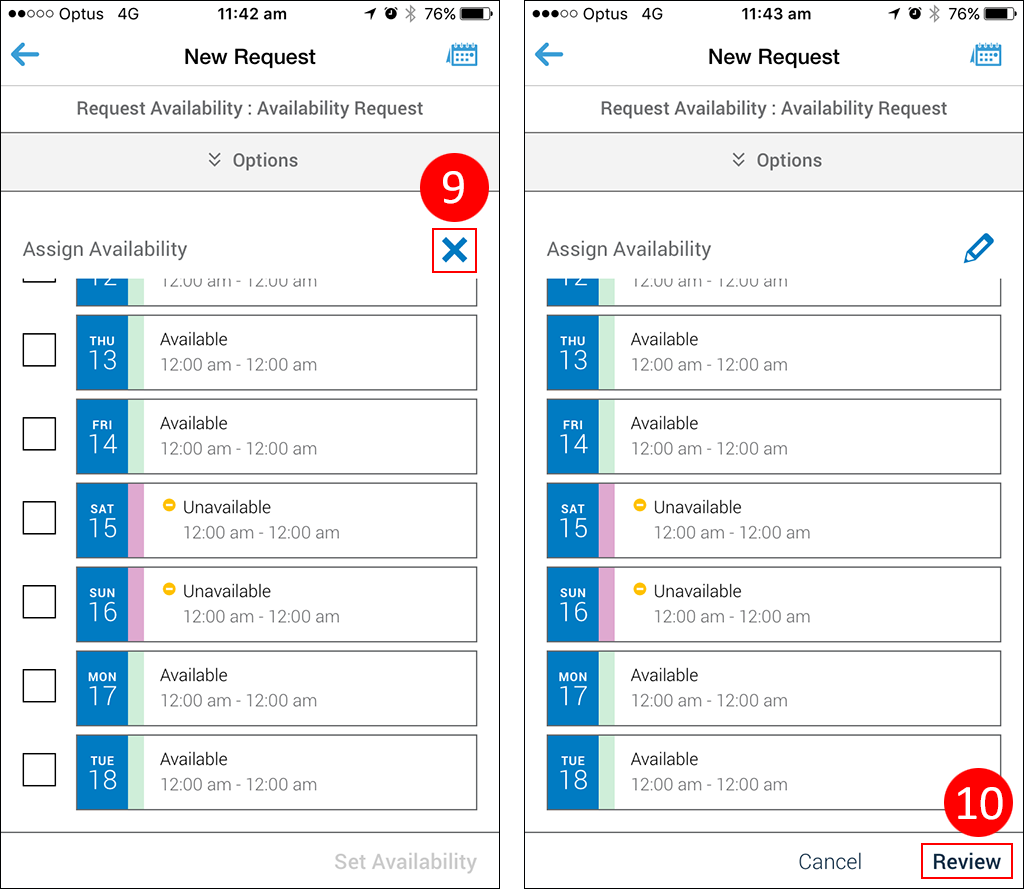 Optus 4G 11:42 am 76%
New Request
Request Availability : Availability Request
Options
9
Assign Availability
12 12:00 am - 12:00 am
THU
13
Available
12:00 am - 12:00 am
FRI
14
Available
12:00 am - 12:00 am
SAT
15
Unavailable
12:00 am - 12:00 am
SUN
16
Unavailable
12:00 am - 12:00 am
MON
17
Available
12:00 am - 12:00 am
TUE
18
Available
12:00 am - 12:00 am
Set Availability
Optus 4G 11:43 am 76%
New Request
Request Availability : Availability Request
Options
Assign Availability
12 12:00 am - 12:00 am
THU
13
Available
12:00 am - 12:00 am
FRI
14
Available
12:00 am - 12:00 am
SAT
15
Unavailable
12:00 am - 12:00 am
SUN
16
Unavailable
12:00 am - 12:00 am
MON
17
Available
12:00 am - 12:00 am
TUE
18
Available
12:00 am - 12:00 am
10
Cancel Review